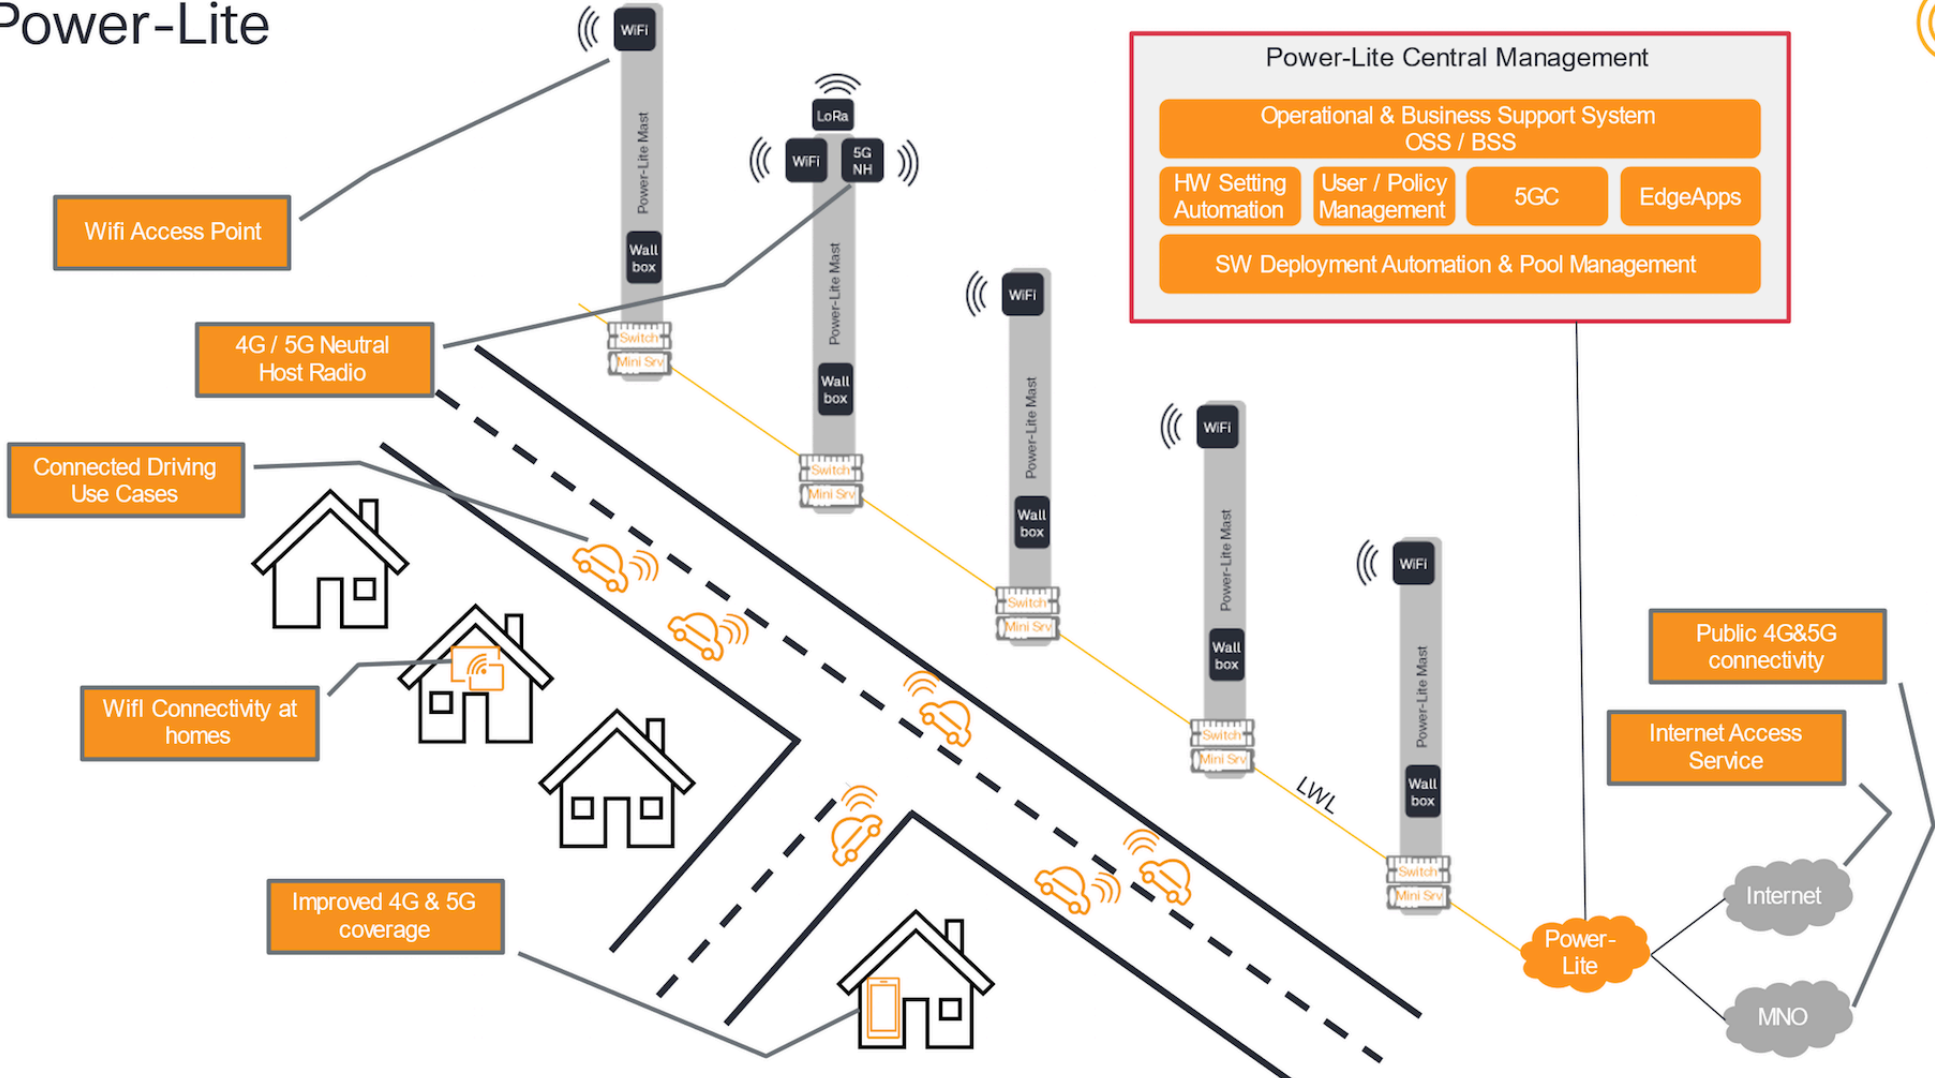 Power-Lite
WiFi
Power-Lite Mast
Wall
box
Switch
Mini Srv
LoRa
WiFi
5G
NH
Power-Lite Mast
Wall
box
Switch
Mini Srv
WiFi
Power-Lite Mast
Wall
box
Switch
Mini Srv
WiFi
Power-Lite Mast
Wall
box
Switch
Mini Srv
WiFi
Power-Lite Mast
Wall
box
Switch
Mini Srv
LWL
Power-Lite Central Management
Operational & Business Support System
OSS / BSS
HW Setting
Automation
User / Policy
Management
5GC
EdgeApps
SW Deployment Automation & Pool Management
Wifi Access Point
4G / 5G Neutral
Host Radio
Connected Driving
Use Cases
WifI Connectivity at
homes
Improved 4G & 5G
coverage
Public 4G&5G
connectivity
Internet Access
Service
Internet
Power-
Lite
MNO